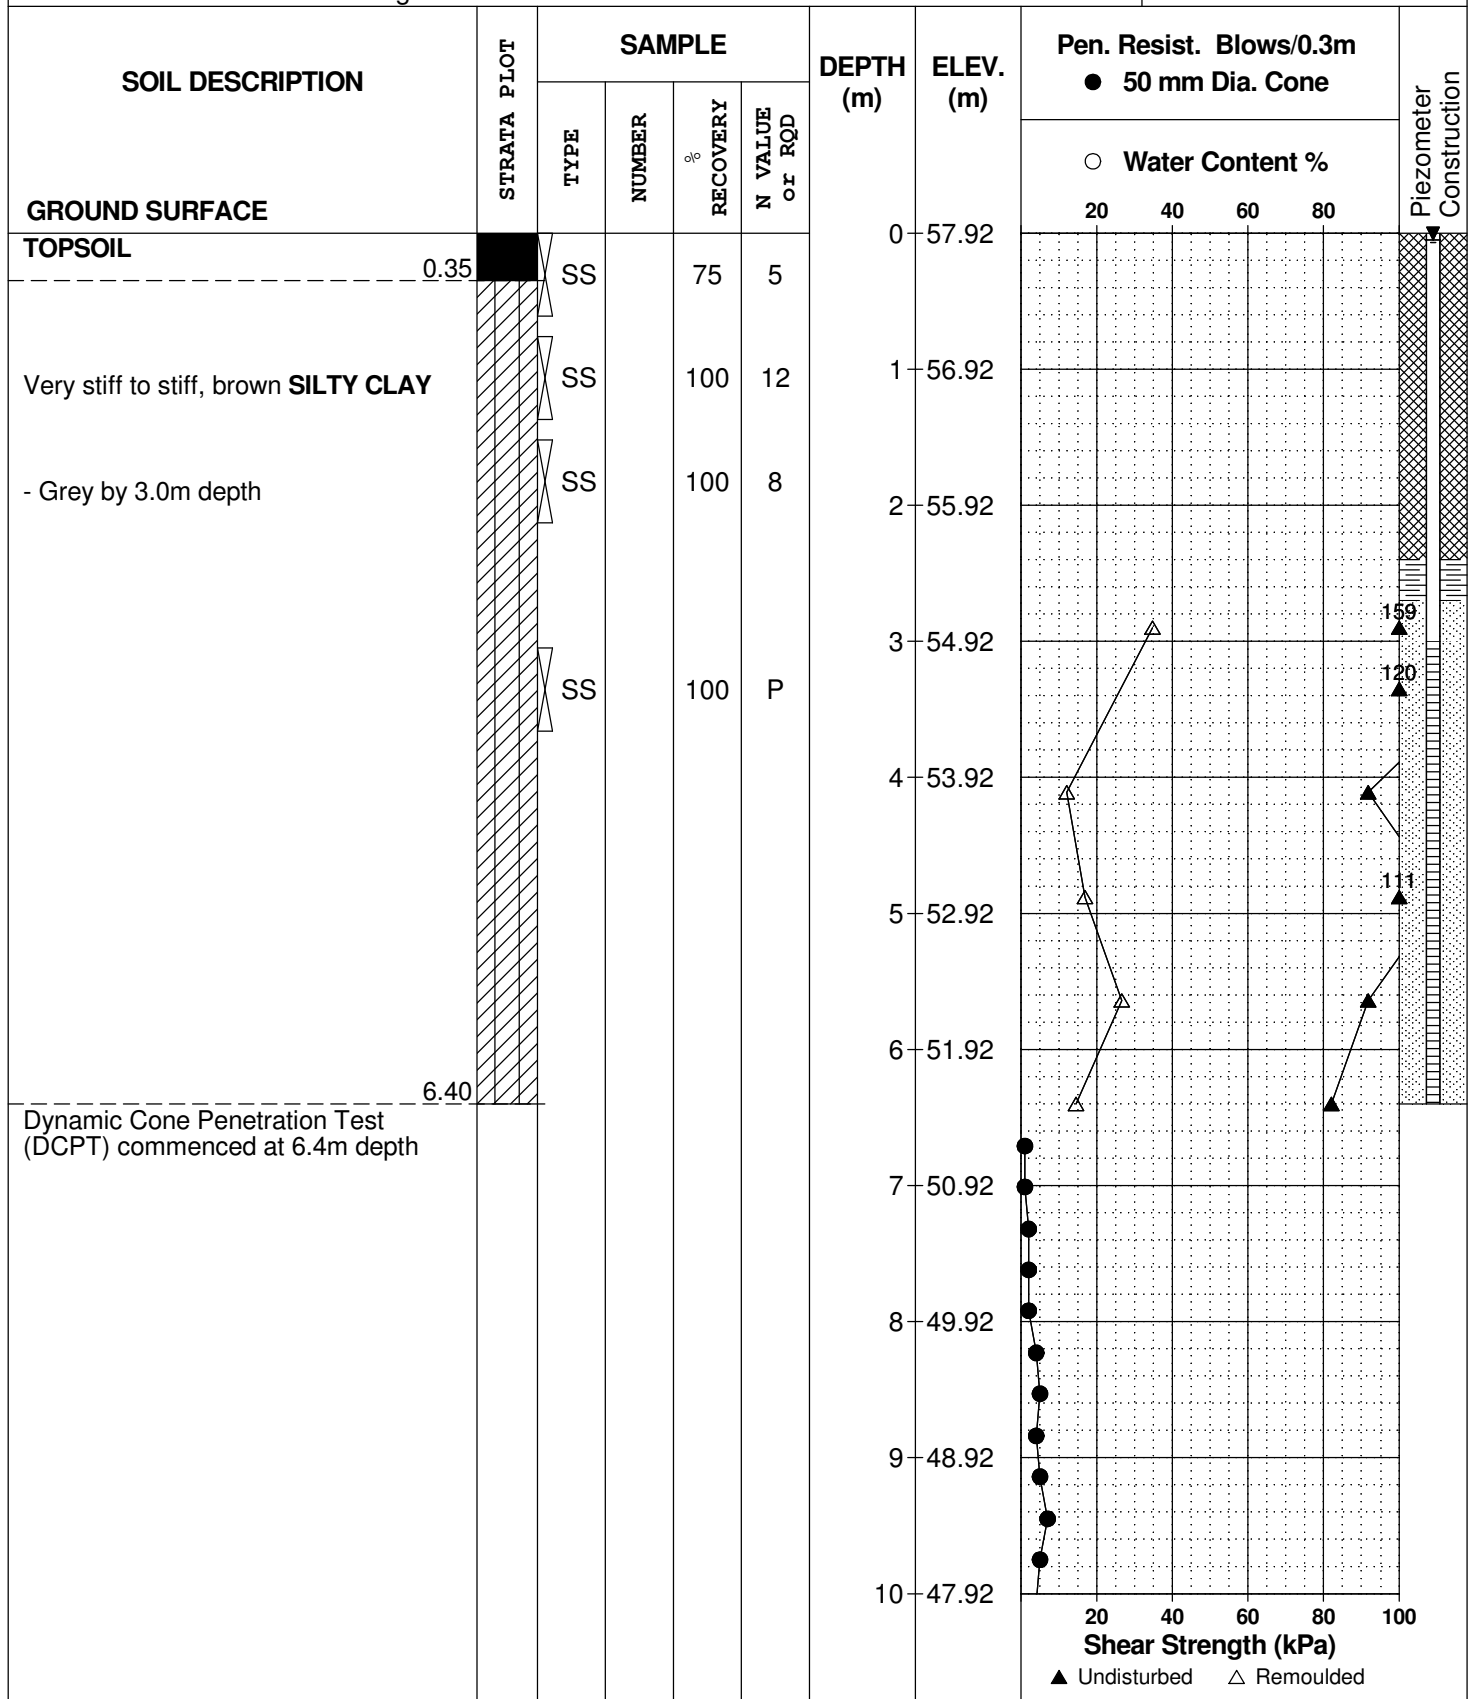 SOIL DESCRIPTION
GROUND SURFACE
STRATA PLOT
SAMPLE
TYPE
NUMBER
% RECOVERY
N VALUE
or RQD
DEPTH
(m)
ELEV.
(m)
Pen. Resist. Blows/0.3m
● 50 mm Dia. Cone
○ Water Content %
20 40 60 80
Piezometer
Construction
0 57.92
TOPSOIL
0.35
SS 75 5
1 56.92
Very stiff to stiff, brown SILTY CLAY
SS 100 12
- Grey by 3.0m depth
SS 100 8
2 55.92
159
3 54.92
120
SS 100 P
4 53.92
111
5 52.92
6 51.92
6.40
Dynamic Cone Penetration Test
(DCPT) commenced at 6.4m depth
7 50.92
8 49.92
9 48.92
10 47.92
20 40 60 80 100
Shear Strength (kPa)
▲ Undisturbed △ Remoulded